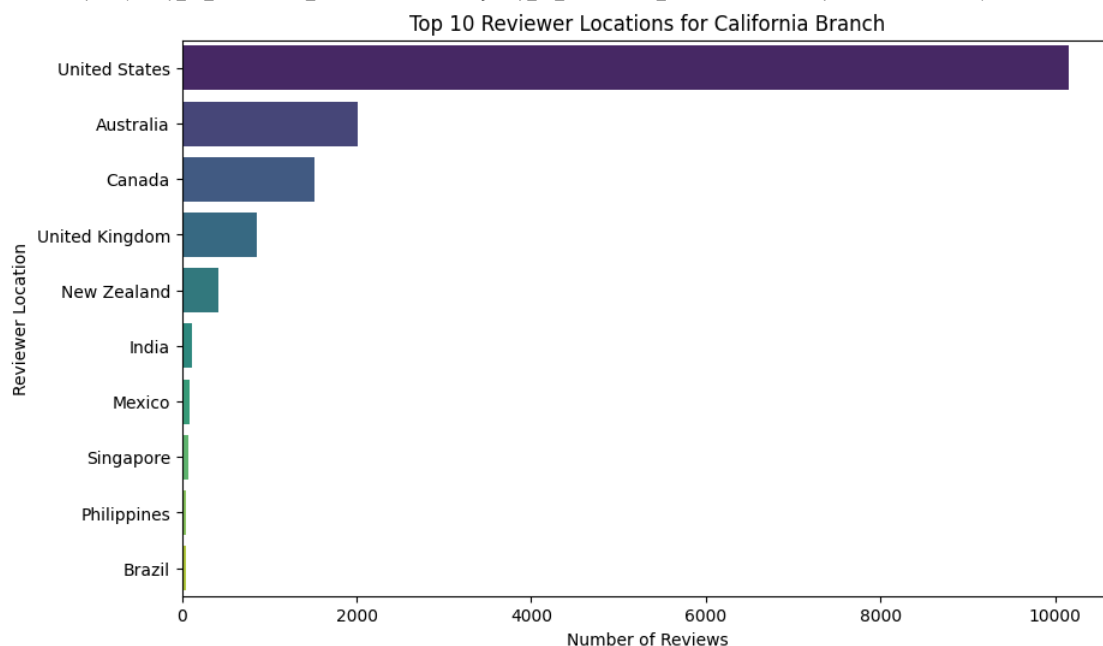 Top 10 Reviewer Locations for California Branch
United States
Australia
Canada
United Kingdom
New Zealand
India
Mexico
Singapore
Philippines
Brazil
Reviewer Location
0 2000 4000 6000 8000 10000
Number of Reviews